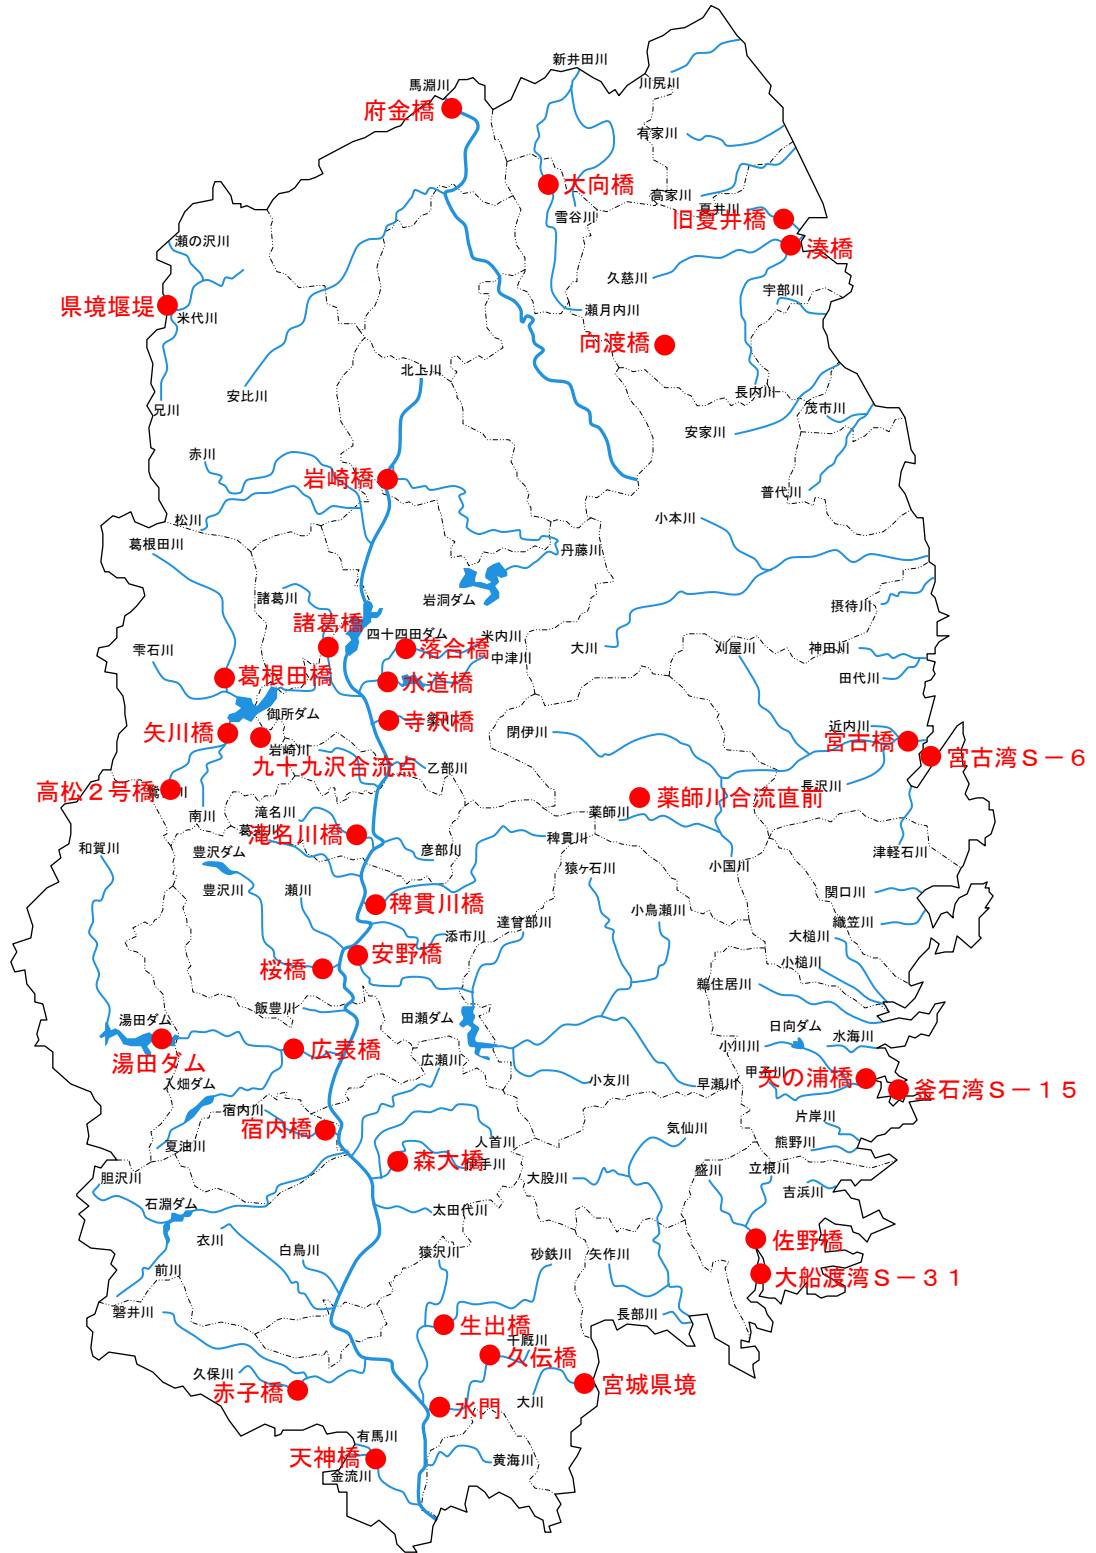 新井田川
馬淵川
川尻川
府金橋
有家川
大向橋
高家川
夏井川
雪谷川
旧夏井橋
瀬の沢川
湊橋
久慈川
宇部川
県境堰堤
米代川
瀬月内川
向渡橋
北上川
安比川
長内川
兄川
茂市川
安家川
赤川
岩崎橋
普代川
松川
小本川
葛根田川
丹藤川
諸葛川
岩洞ダム
摂待川
諸葛橋
四十四田ダム
米内川
雫石川
落合橋
中津川
大川
刈屋川
神田川
葛根田橋
水道橋
田代川
御所ダム
寺沢橋
矢川橋
閉伊川
近内川
宮古橋
岩崎川
九十九沢合流点
乙部川
宮古湾Ｓ－６
高松２号橋
長沢川
薬師川合流直前
南川
滝名川
薬師川
滝名川橋
稗貫川
和賀川
豊沢ダム
彦部川
津軽石川
小国川
猿ヶ石川
豊沢川
瀬川
関口川
稗貫川橋
小烏瀬川
達曽部川
織笠川
添市川
大槌川
安野橋
小槌川
桜橋
鵜住居川
飯豊川
湯田ダム
田瀬ダム
日向ダム
水海川
小川川
広表橋
広瀬川
湯田ダム
甲子川
矢の浦橋
小友川
早瀬川
釜石湾Ｓ－１５
入畑ダム
宿内川
片岸川
宿内橋
気仙川
人首川
熊野川
夏油川
森大橋
胆沢川
大股川
盛川
立根川
吉浜川
石淵ダム
太田代川
衣川
佐野橋
白鳥川
猿沢川
砂鉄川
矢作川
前川
大船渡湾Ｓ－３１
磐井川
長部川
生出橋
千厩川
久伝橋
久保川
赤子橋
宮城県境
大川
水門
有馬川
天神橋
黄海川
金流川